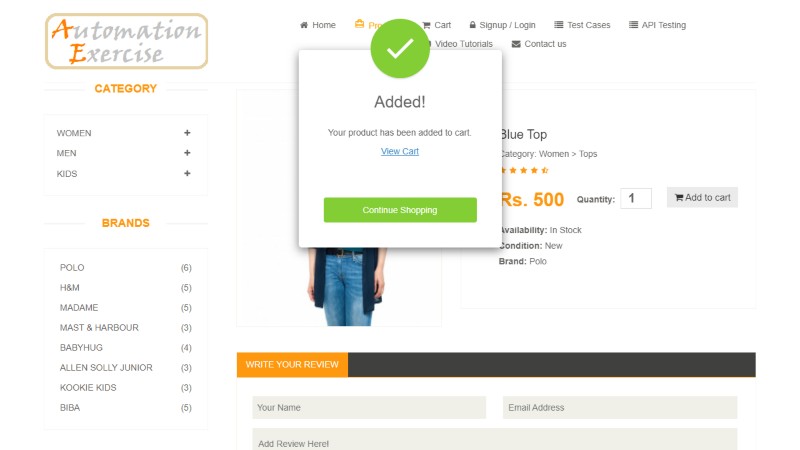 Automation
Exercise
Home
Cart
Signup / Login
Test Cases
API Testing
Video Tutorials
Contact us
CATEGORY
WOMEN
MEN
KIDS
BRANDS
POLO (6)
H&M (5)
MADAME (5)
MAST & HARBOUR (3)
BABYHUG (4)
ALLEN SOLLY JUNIOR (3)
KOOKIE KIDS (3)
BIBA (5)
Added!
Your product has been added to cart.
View Cart
Continue Shopping
Blue Top
Category: Women > Tops
Rs. 500 Quantity: 1 Add to cart
Availability: In Stock
Condition: New
Brand: Polo
WRITE YOUR REVIEW
Your Name Email Address
Add Review Here!